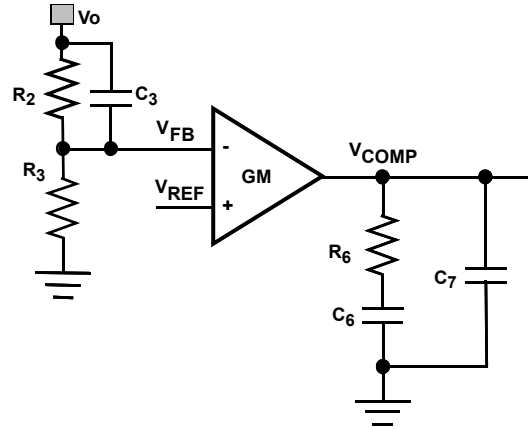 Vo
R2
C3
VFB
VCOMP
R3
-
GM
VREF
+
R6
C7
C6